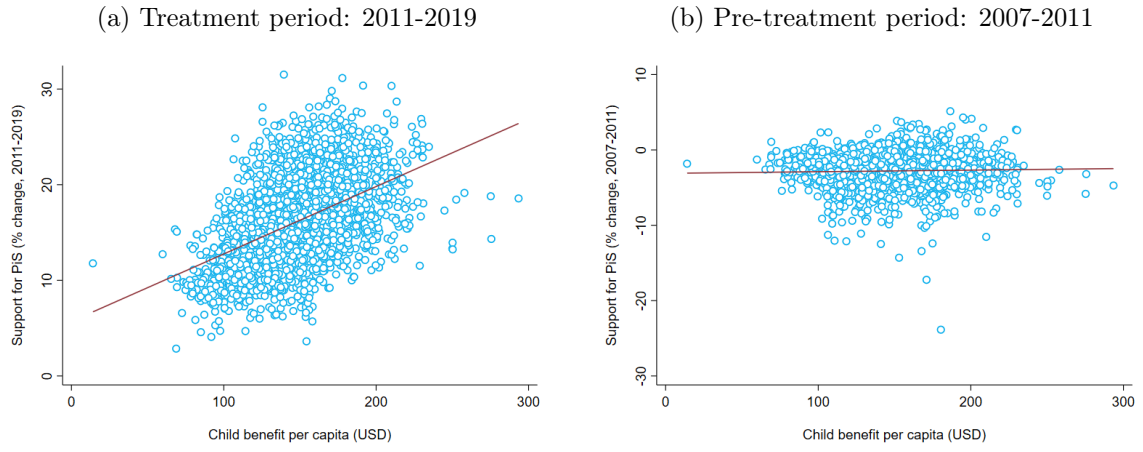 (a) Treatment period: 2011-2019
Support for PiS (% change, 2011-2019)
30
20
10
0
0
100
200
300
Child benefit per capita (USD)
(b) Pre-treatment period: 2007-2011
Support for PiS (% change, 2007-2011)
10
0
-10
-20
-30
0
100
200
300
Child benefit per capita (USD)